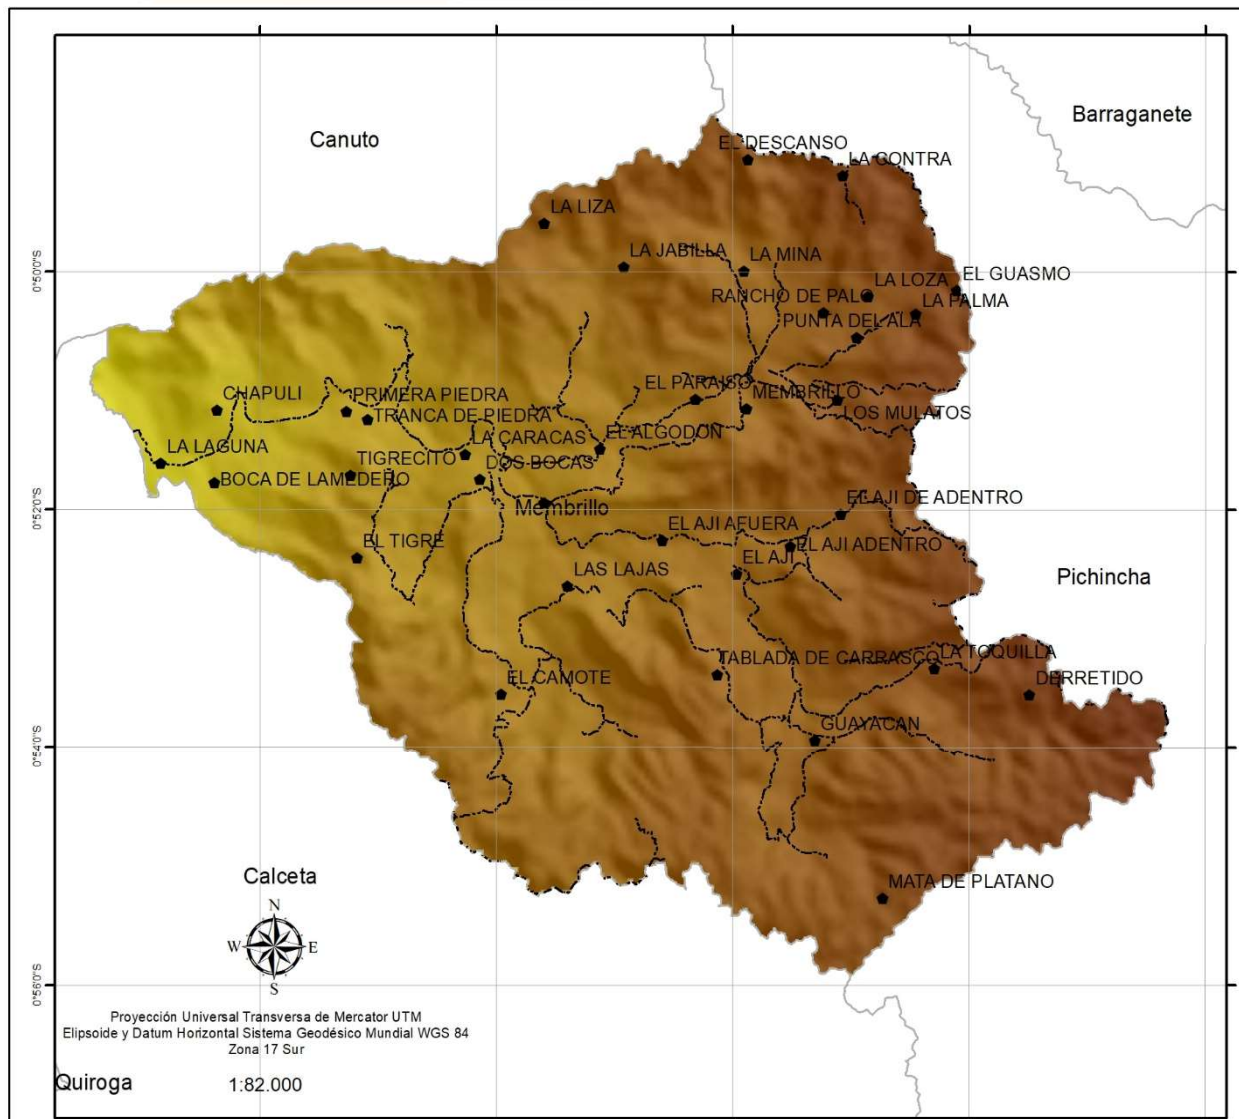 Barraganete
Canuto
EL DESCANSO
LA CONTRA
LA LIZA
LA JABILLA
LA MINA
0°50'0"S
LA LOZA
EL GUASMO
RANCHO DE PALO
LA PALMA
PUNTA DEL ALA
EL PARAISO
MEMBRILLO
CHAPULI
PRIMERA PIEDRA
LOS MULATOS
TRANCA DE PIEDRA
EL ALGODON
LA CARACAS
LA LAGUNA
TIGRECITO
DOS BOCAS
BOCA DE LAMEDERO
EL AJI DE ADENTRO
0°52'0"S
Membrillo
EL AJI AFUERA
EL TIGRE
EL AJI ADENTRO
EL AJI
LAS LAJAS
Pichincha
TABLADA DE CARRASCO
LA TOQUILLA
EL CAMOTE
DERRETIDO
GUAYACAN
0°54'0"S
Calceta
MATA DE PLATANO
N
W E
S
0°56'0"S
Proyección Universal Transversa de Mercator UTM
Elipsoide y Datum Horizontal Sistema Geodésico Mundial WGS 84
Zona 17 Sur
Quiroga
1:82.000